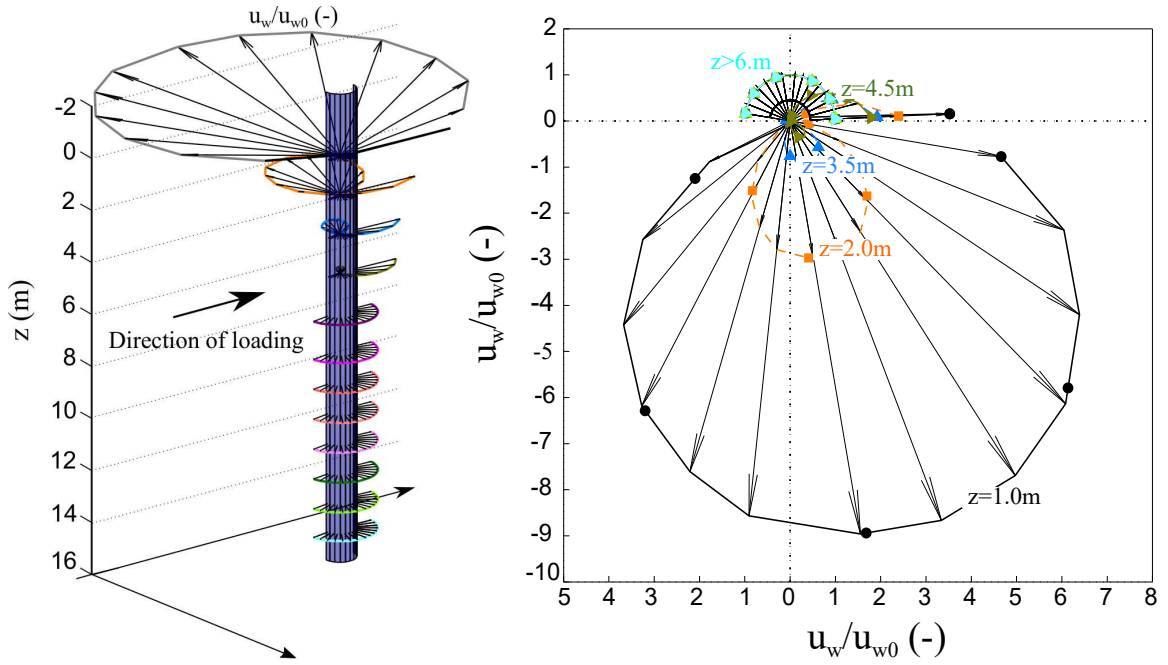 u_w/u_w0 (-)
-2
0
2
4
6
8
10
12
14
16
z (m)
Direction of loading
2
1
0
-1
-2
-3
-4
-5
-6
-7
-8
-9
-10
u_w/u_w0 (-)
z>6.m
z=4.5m
z=3.5m
z=2.0m
z=1.0m
5 4 3 2 1 0 1 2 3 4 5 6 7 8
u_w/u_w0 (-)